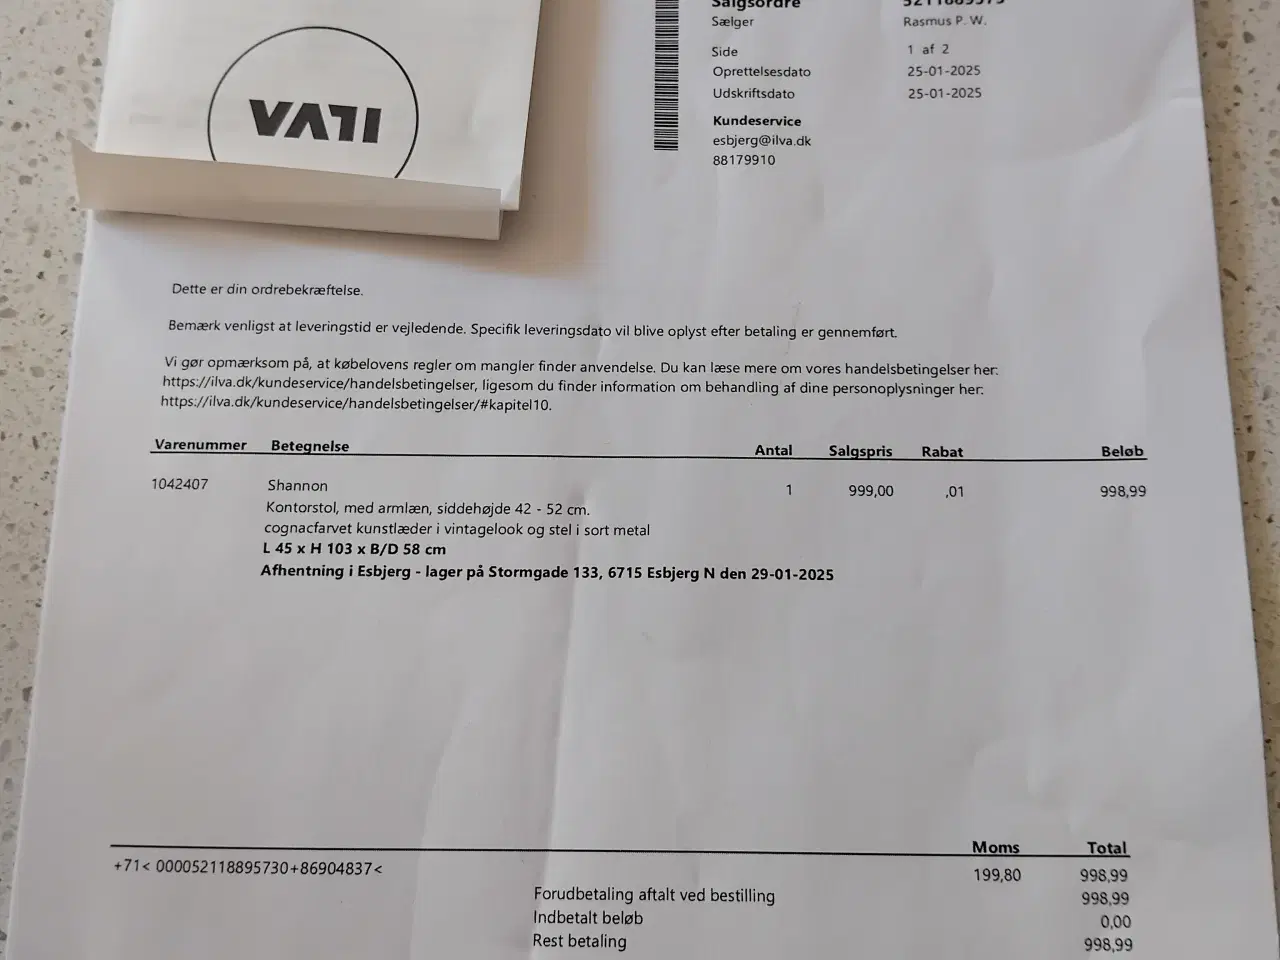 ILVA
Salgsordre
Sælger Rasmus P. W.
Side 1 af 2
Oprettelsesdato 25-01-2025
Udskriftsdato 25-01-2025
Kundeservice
esbjerg@ilva.dk
88179910
Dette er din ordrebekræftelse.
Bemærk venligst at leveringstid er vejledende. Specifik leveringsdato vil blive oplyst efter betaling er gennemført.
Vi gør opmærksom på, at købelovens regler om mangler finder anvendelse. Du kan læse mere om vores handelsbetingelser her:
https://ilva.dk/kundeservice/handelsbetingelser, ligesom du finder information om behandling af dine personoplysninger her:
https://ilva.dk/kundeservice/handelsbetingelser/#kapitel10.
Varenummer Betegnelse Antal Salgspris Rabat Beløb
1042407 Shannon 1 999,00 ,01 998,99
Kontorstol, med armlæn, siddehøjde 42 - 52 cm.
cognacfarvet kunstlæder i vintagelook og stel i sort metal
L 45 x H 103 x B/D 58 cm
Afhentning i Esbjerg - lager på Stormgade 133, 6715 Esbjerg N den 29-01-2025
Moms Total
+71< 000052118895730+86904837< 199,80 998,99
Forudbetaling aftalt ved bestilling 998,99
Indbetalt beløb 0,00
Rest betaling 998,99